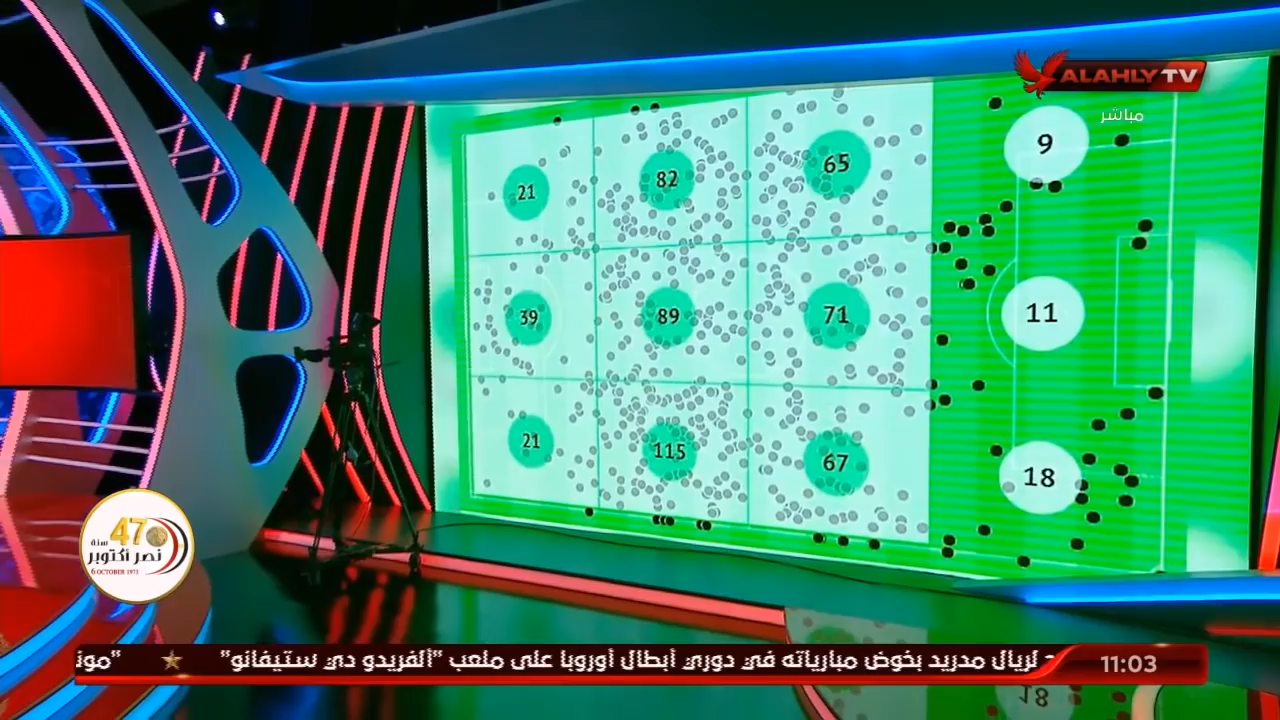 ALAHLY TV
مباشر
21
82
65
9
39
89
71
11
21
115
67
18
47
سنة
نصر أكتوبر
6 OCTOBER 1973
لريال مدريد بخوض مبارياته في دوري أبطال أوروبا على ملعب "ألفريدو دي ستيفانو"
11:03
18